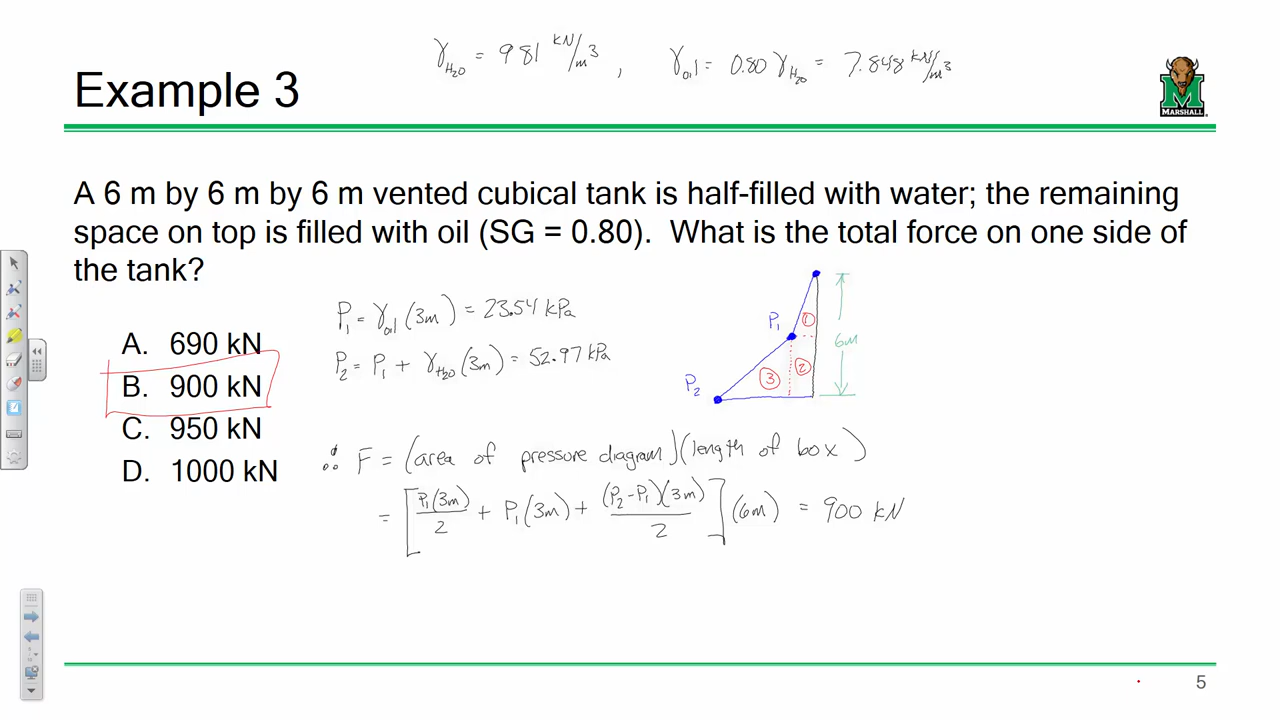 γH₂O = 9.81 kN/m³ , γoil = 0.80 γH₂O = 7.848 kN/m³
Example 3
MARSHALL
A 6 m by 6 m by 6 m vented cubical tank is half-filled with water; the remaining
space on top is filled with oil (SG = 0.80). What is the total force on one side of
the tank?
P₁ = γoil (3m) = 23.54 kPa
P₂ = P₁ + γH₂O (3m) = 52.97 kPa
A. 690 kN
B. 900 kN
C. 950 kN
D. 1000 kN
P₁
①
6m
②
③
P₂
∴ F = (area of pressure diagram)(length of box)
= [P₁(3m)/2 + P₁(3m) + (P₂-P₁)(3m)/2](6m) = 900 kN
5